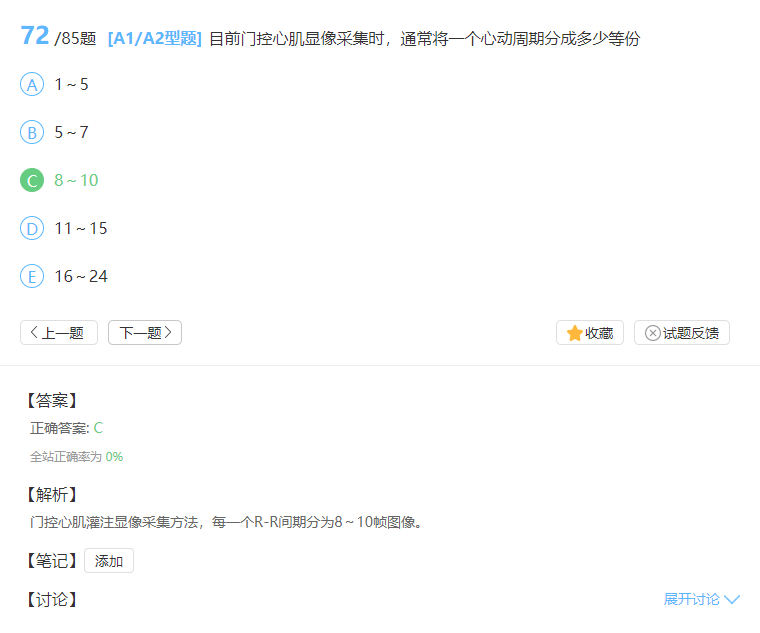 72 /85题 [A1/A2型题] 目前门控心肌显像采集时，通常将一个心动周期分成多少等份
A 1～5
B 5～7
C 8～10
D 11～15
E 16～24
上一题 下一题 收藏 试题反馈
【答案】
正确答案: C
全站正确率为 0%
【解析】
门控心肌灌注显像采集方法，每一个R-R间期分为8～10帧图像。
【笔记】 添加
【讨论】 展开讨论